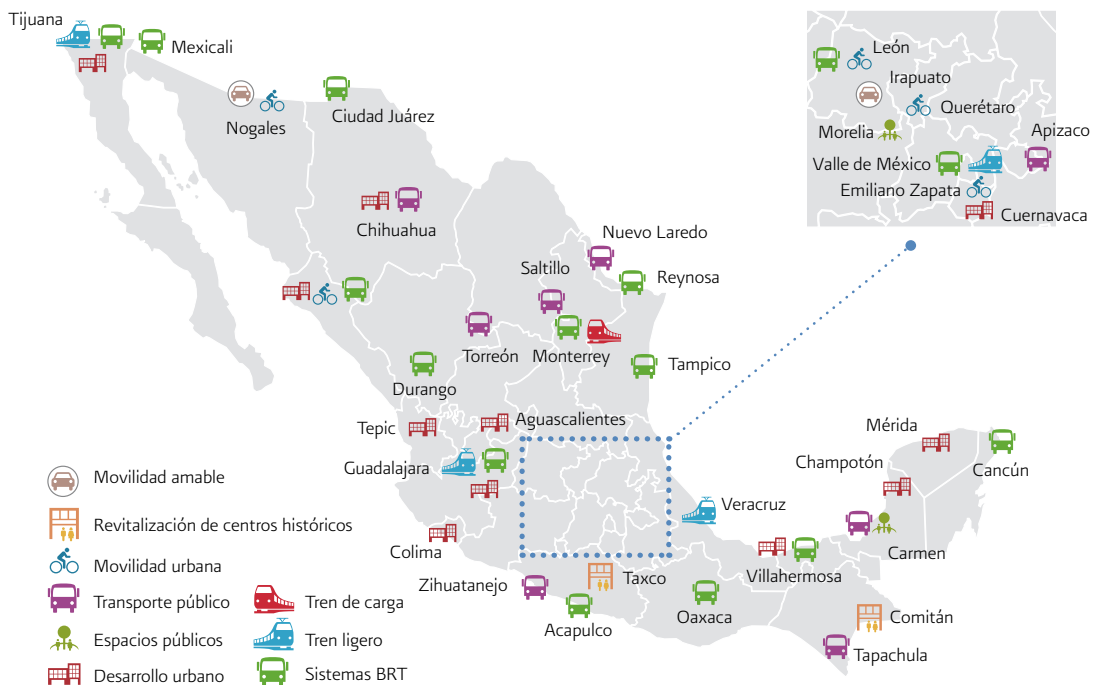 Tijuana
Mexicali
Nogales
Ciudad Juárez
Chihuahua
Nuevo Laredo
Saltillo
Reynosa
Torreón
Monterrey
Tampico
Durango
Tepic
Aguascalientes
Guadalajara
Colima
Zihuatanejo
Taxco
Acapulco
Oaxaca
Veracruz
Villahermosa
Mérida
Champotón
Cancún
Carmen
Comitán
Tapachula
León
Irapuato
Querétaro
Morelia
Apizaco
Valle de México
Emiliano Zapata
Cuernavaca
Movilidad amable
Revitalización de centros históricos
Movilidad urbana
Transporte público
Espacios públicos
Desarrollo urbano
Tren de carga
Tren ligero
Sistemas BRT